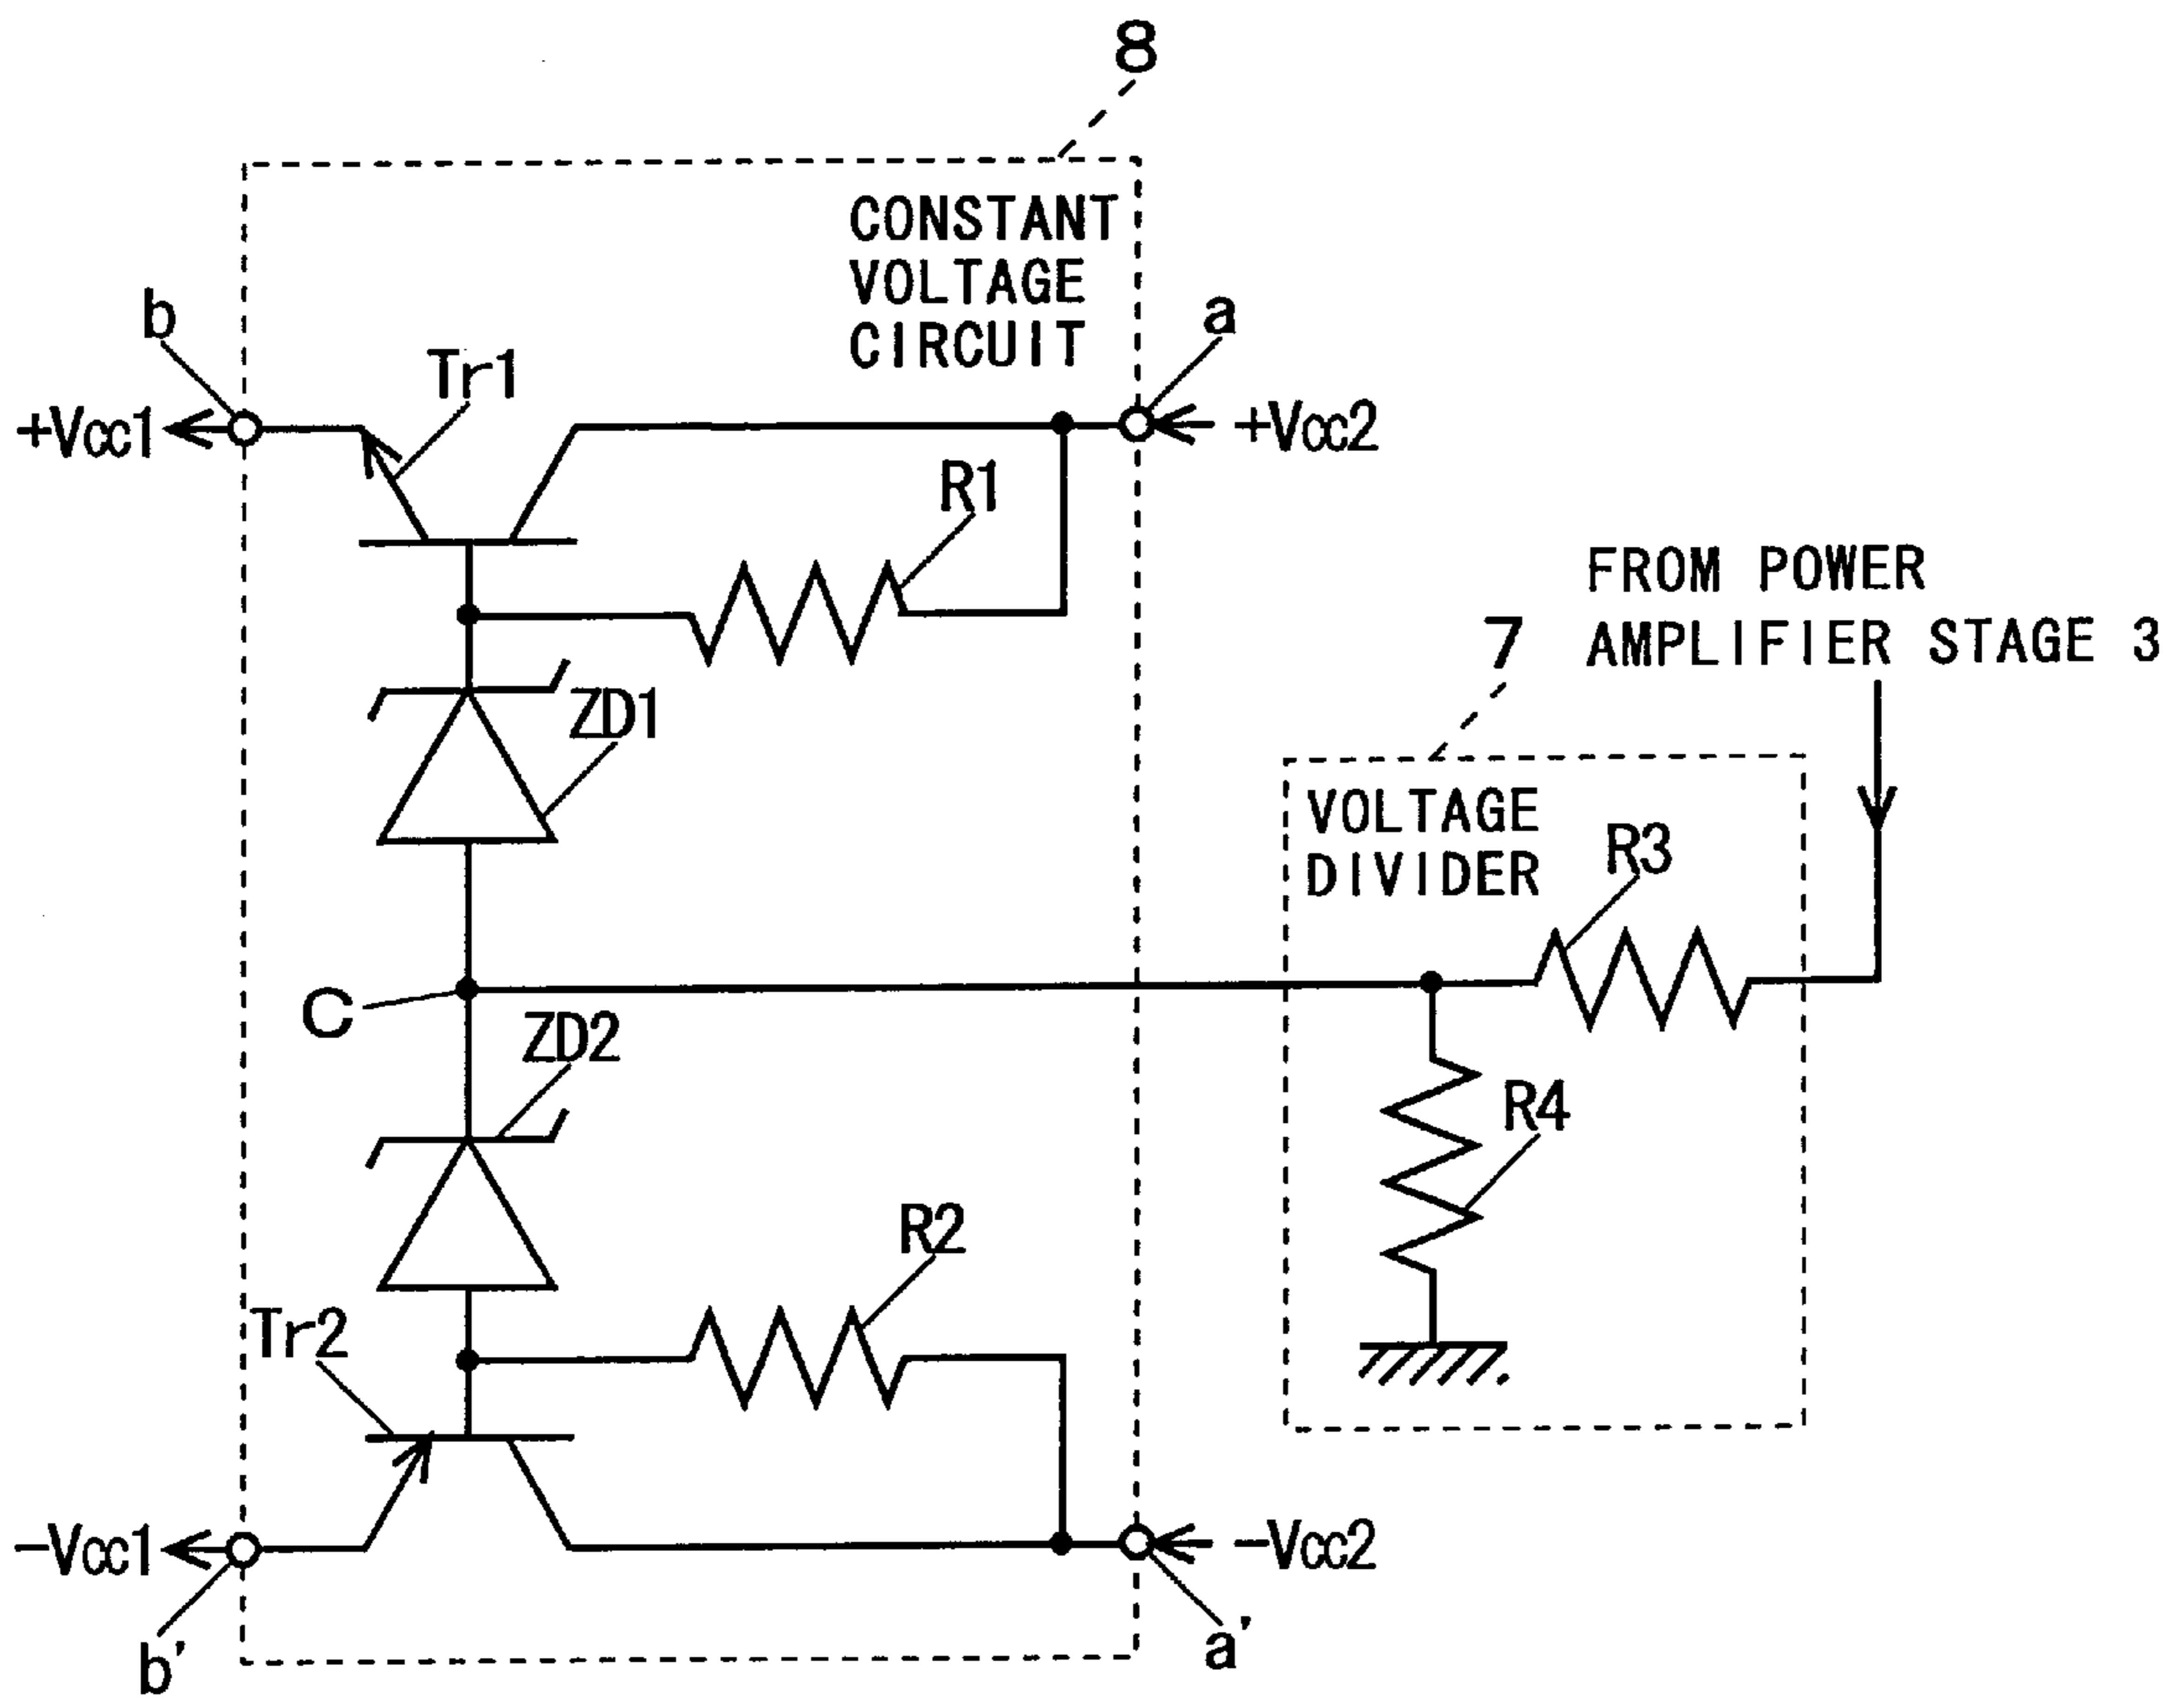 8
CONSTANT
VOLTAGE
CIRCUIT
b
a
Tr1
+Vcc1
+Vcc2
R1
FROM POWER
AMPLIFIER STAGE 3
7
ZD1
VOLTAGE
DIVIDER
R3
C
ZD2
R4
R2
Tr2
-Vcc1
-Vcc2
b'
a'